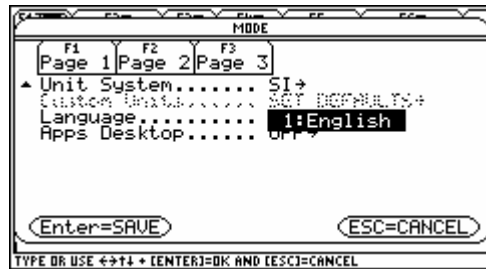 MODE
F1 F2 F3
Page 1 Page 2 Page 3
Unit System....... SI→
Custom Units...... SET DEFAULTS→
Language.......... 1:English
Apps Desktop...... OFF→
Enter=SAVE ESC=CANCEL
TYPE OR USE ←→↑↓ + [ENTER]=OK AND [ESC]=CANCEL